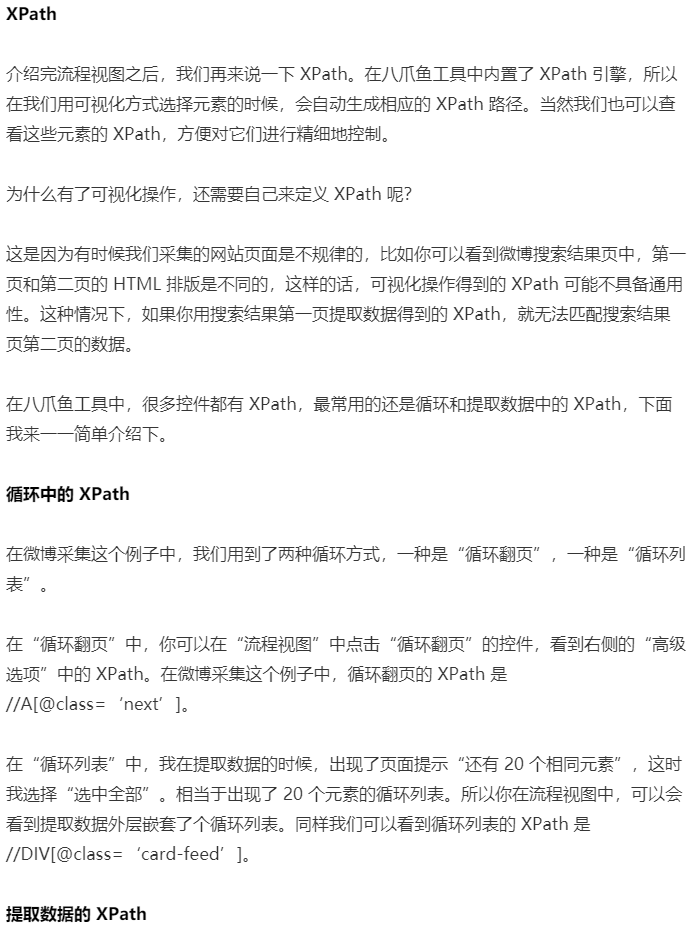 XPath
介绍完流程视图之后，我们再来说一下 XPath。在八爪鱼工具中内置了 XPath 引擎，所以
在我们用可视化方式选择元素的时候，会自动生成相应的 XPath 路径。当然我们也可以查
看这些元素的 XPath，方便对它们进行精细地控制。
为什么有了可视化操作，还需要自己来定义 XPath 呢？
这是因为有时候我们采集的网站页面是不规律的，比如你可以看到微博搜索结果页中，第一
页和第二页的 HTML 排版是不同的，这样的话，可视化操作得到的 XPath 可能不具备通用
性。这种情况下，如果你用搜索结果第一页提取数据得到的 XPath，就无法匹配搜索结果
页第二页的数据。
在八爪鱼工具中，很多控件都有 XPath，最常用的还是循环和提取数据中的 XPath，下面
我来一一简单介绍下。
循环中的 XPath
在微博采集这个例子中，我们用到了两种循环方式，一种是“循环翻页”，一种是“循环列
表”。
在“循环翻页”中，你可以在“流程视图”中点击“循环翻页”的控件，看到右侧的“高级
选项”中的 XPath。在微博采集这个例子中，循环翻页的 XPath 是
//A[@class=‘next’]。
在“循环列表”中，我在提取数据的时候，出现了页面提示“还有 20 个相同元素”，这时
我选择“选中全部”。相当于出现了 20 个元素的循环列表。所以你在流程视图中，可以会
看到提取数据外层嵌套了个循环列表。同样我们可以看到循环列表的 XPath 是
//DIV[@class=‘card-feed’]。
提取数据的 XPath